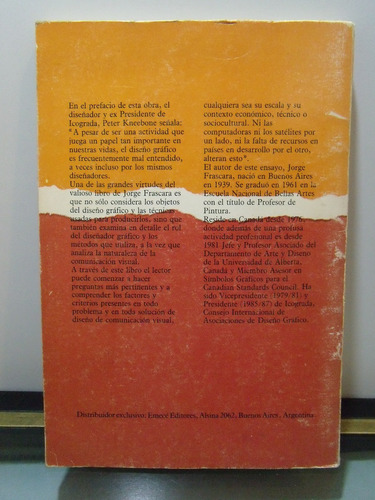 En el prefacio de esta obra, el
diseñador y ex Presidente de
Icograda, Peter Kneebone señala:
"A pesar de ser una actividad que
juega un papel tan importante en
nuestras vidas, el diseño gráfico
es frecuentemente mal entendido, a
veces incluso por los mismos
diseñadores.
Una de las grandes virtudes del
valioso libro de Jorge Frascara es
que no sólo considera los objetos
del diseño gráfico y las técnicas
usadas para producirlos, sino que
también examina en detalle el rol
del diseñador gráfico y los
métodos que utiliza, a la vez que
analiza la naturaleza de la
comunicación visual.
A través de este libro el lector
puede comenzar a hacer
preguntas más pertinentes y a
comprender los factores y
criterios presentes en todo
problema y en toda solución de
diseño de comunicación visual,
cualquiera sea su escala y su
contexto económico, técnico o
sociocultural. Ni las
computadoras ni los satélites por
un lado, ni la falta de recursos en
países en desarrollo por el otro,
alteran esto".
El autor de este ensayo, Jorge
Frascara, nació en Buenos Aires
en 1939. Se graduó en 1961 en la
Escuela Nacional de Bellas Artes
con el título de Profesor de
Pintura.
Reside en Canadá desde 1976,
donde además de una profusa
actividad profesional es desde
1981 Jefe y Profesor Asociado del
Departamento de Arte y Diseño
de la Universidad de Alberta,
Canadá y Miembro Asesor en
Símbolos Gráficos para el
Canadian Standards Council. Ha
sido Vicepresidente (1979/81) y
Presidente (1985/87) de Icograda,
Consejo Internacional de
Asociaciones de Diseño Gráfico.
Distribuidor exclusivo: Emecé Editores, Alsina 2062, Buenos Aires, Argentina